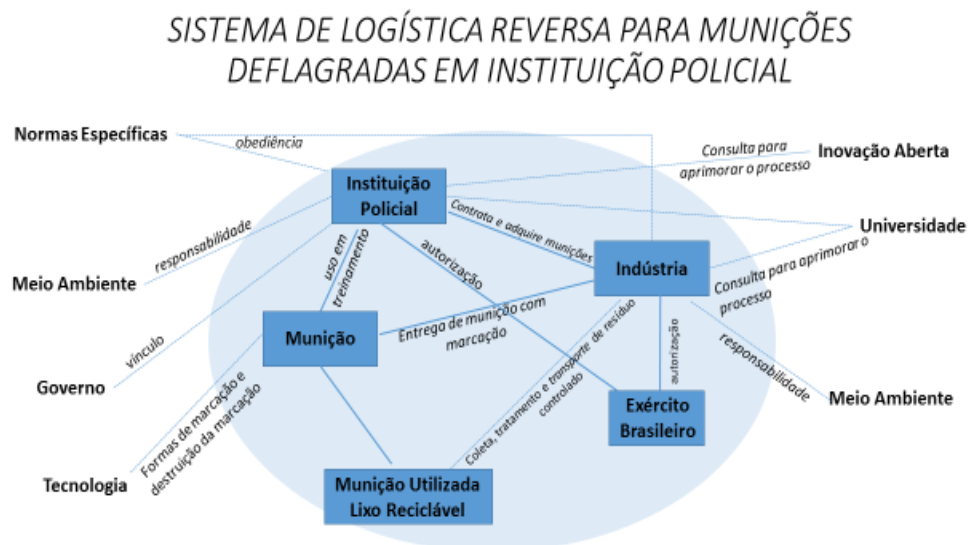 SISTEMA DE LOGÍSTICA REVERSA PARA MUNIÇÕES
DEFLAGRADAS EM INSTITUIÇÃO POLICIAL
Normas Específicas
obediência
Consulta para
aprimorar o processo
Inovação Aberta
Instituição
Policial
Contrata e adquire munições
Universidade
responsabilidade
Meio Ambiente
uso em
treinamento
autorização
Indústria
Consulta para aprimorar o
processo
Munição
Entrega de munição com
marcação
vínculo
Governo
autorização
responsabilidade
Meio Ambiente
Exército
Brasileiro
Coleta, tratamento e transporte de resíduo
controlado
Formas de marcação e
destruição da marcação
Tecnologia
Munição Utilizada
Lixo Reciclável